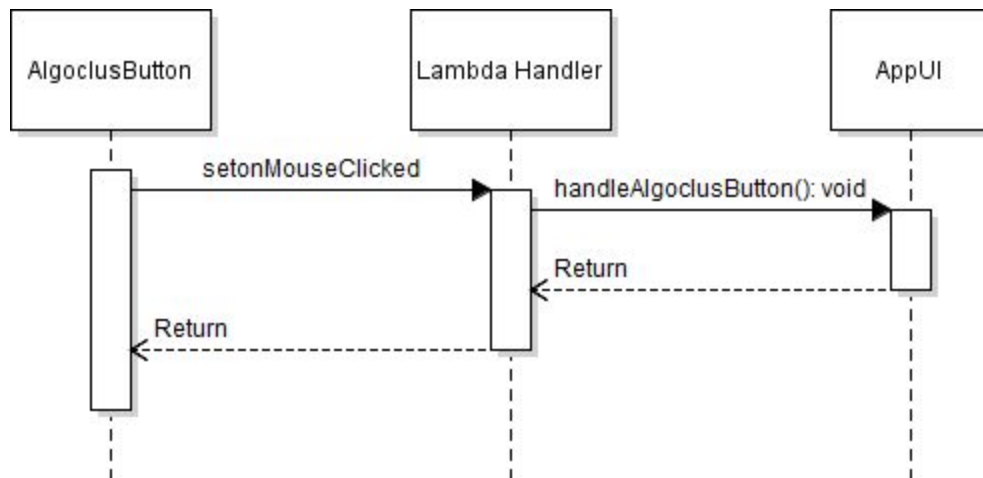 AlgoclusButton
Lambda Handler
AppUI
setonMouseClicked
handleAlgoclusButton(): void
Return
Return